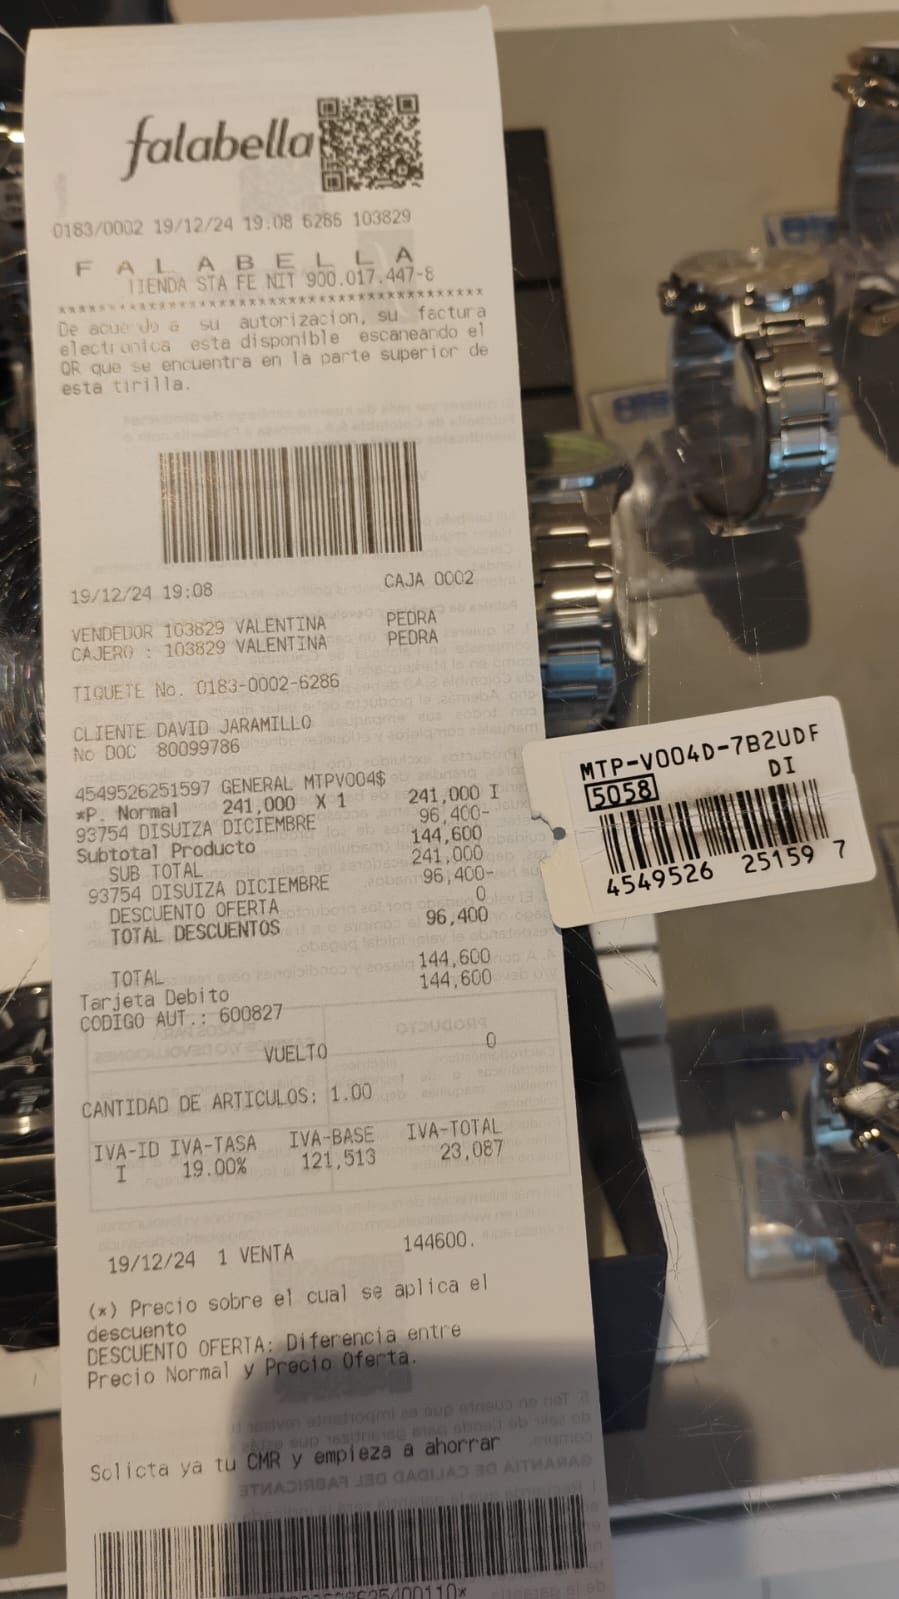 falabella
0183/0002 19/12/24 19:08 6286 103829
F A L A B E L L A
TIENDA STA FE NIT 900.017.447-8
************************************************
De acuerdo a su autorizacion, su factura
electronica esta disponible escaneando el
QR que se encuentra en la parte superior de
esta tirilla.
19/12/24 19:08 CAJA 0002
VENDEDOR 103829 VALENTINA PEDRA
CAJERO : 103829 VALENTINA PEDRA
TIQUETE No. 0183-0002-6286
CLIENTE DAVID JARAMILLO
No DOC 80099786
4549526251597 GENERAL MTPV004$
*P. Normal 241,000 X 1 241,000 I
93754 DISUIZA DICIEMBRE 96,400-
Subtotal Producto 144,600
SUB TOTAL 241,000
93754 DISUIZA DICIEMBRE 96,400-
DESCUENTO OFERTA 0
TOTAL DESCUENTOS 96,400
TOTAL 144,600
Tarjeta Debito 144,600
CODIGO AUT.: 600827
VUELTO 0
CANTIDAD DE ARTICULOS: 1.00
IVA-ID IVA-TASA IVA-BASE IVA-TOTAL
I 19.00% 121,513 23,087
19/12/24 1 VENTA 144600.
(*) Precio sobre el cual se aplica el
descuento
DESCUENTO OFERTA: Diferencia entre
Precio Normal y Precio Oferta.
Solicta ya tu CMR y empieza a ahorrar
MTP-V004D-7B2UDF
5058 DI
4549526 25159 7